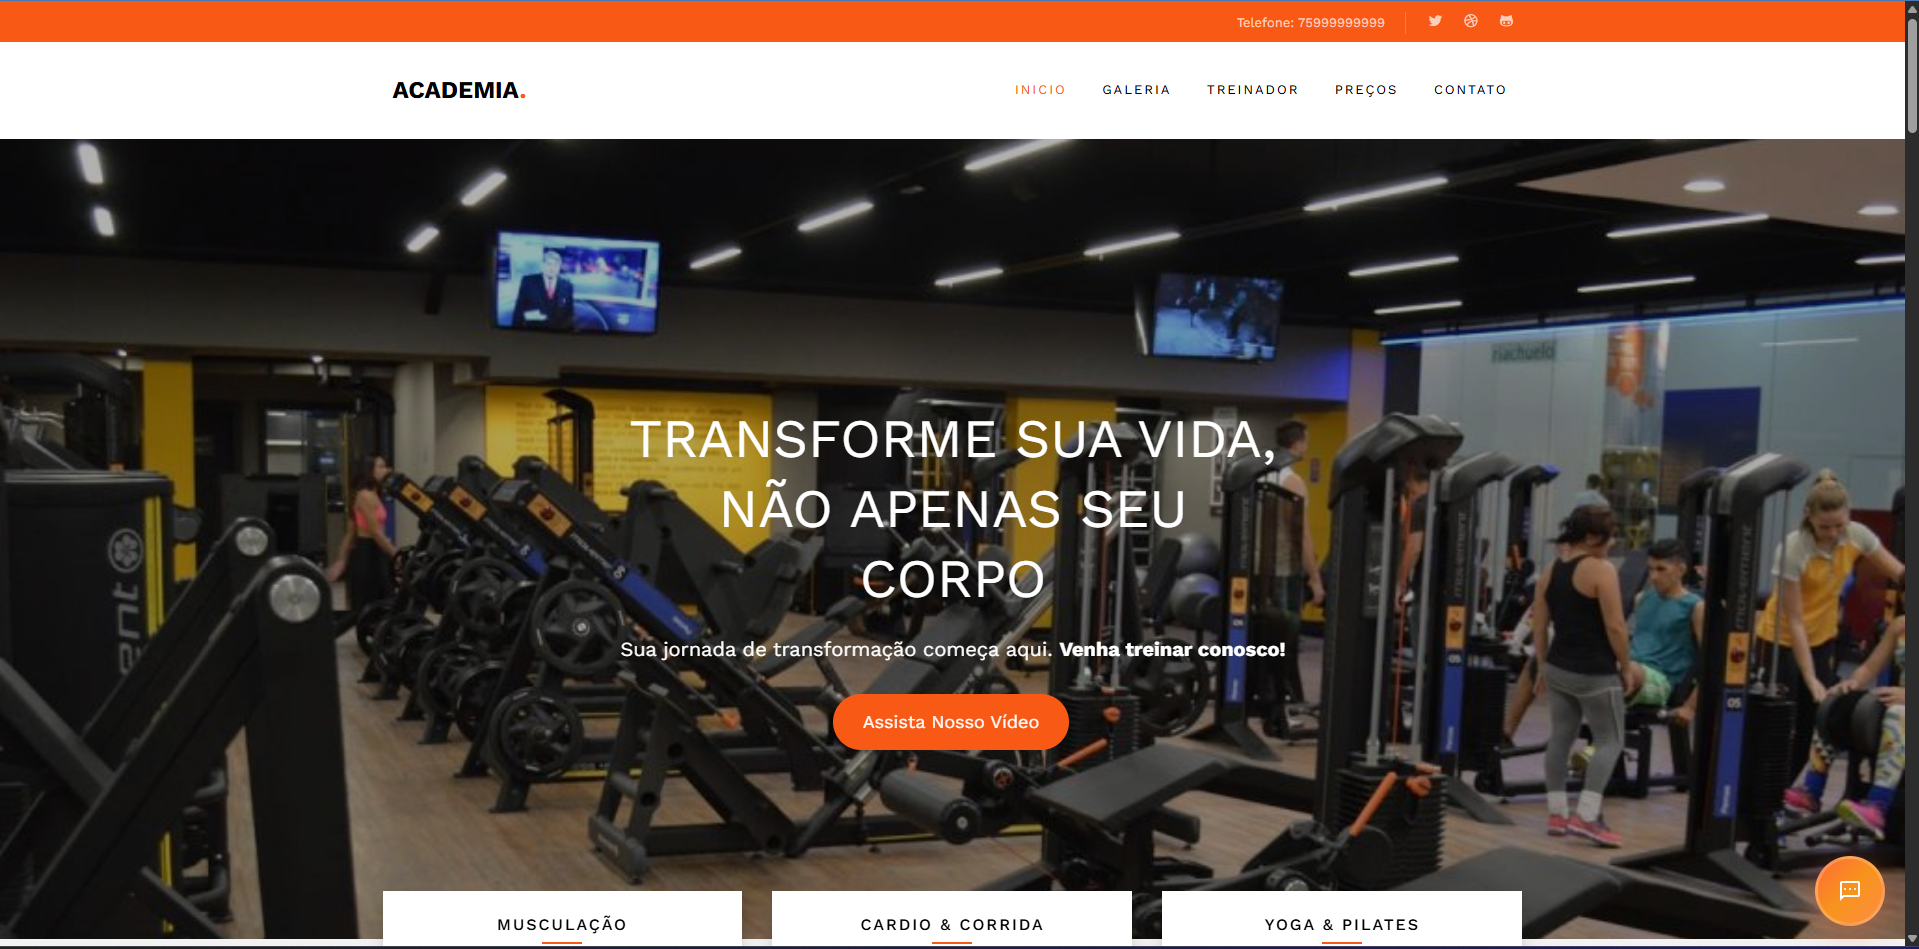 Telefone: 75999999999
ACADEMIA.
INICIO
GALERIA
TREINADOR
PREÇOS
CONTATO
riachuelo
TRANSFORME SUA VIDA,
NÃO APENAS SEU
CORPO
Sua jornada de transformação começa aqui. Venha treinar conosco!
Assista Nosso Vídeo
MUSCULAÇÃO
CARDIO & CORRIDA
YOGA & PILATES